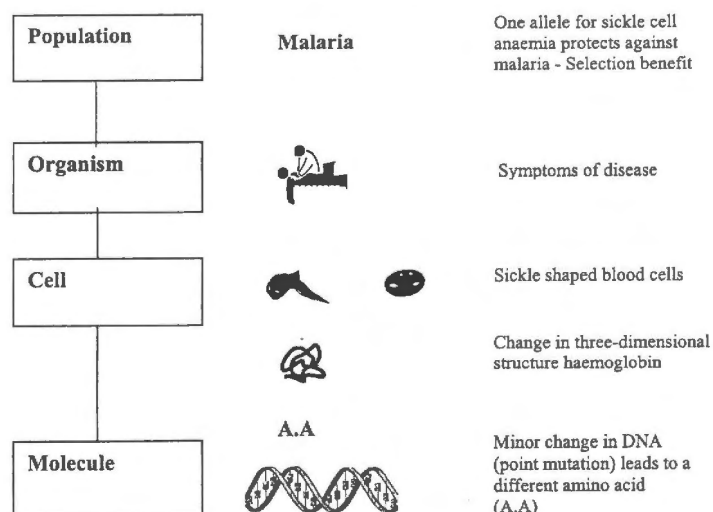 Population
Malaria
One allele for sickle cell
anaemia protects against
malaria - Selection benefit
Organism
Symptoms of disease
Cell
Sickle shaped blood cells
Change in three-dimensional
structure haemoglobin
A.A
Molecule
Minor change in DNA
(point mutation) leads to a
different amino acid
(A.A)